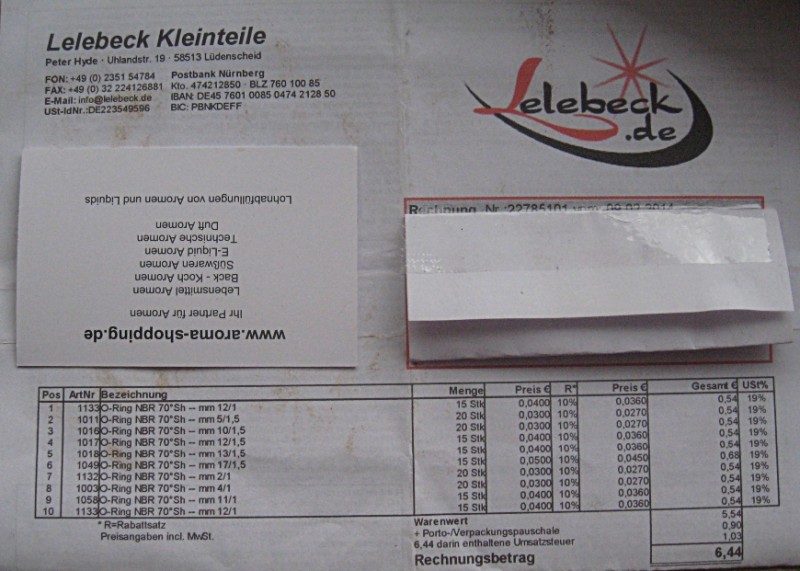 Lelebeck Kleinteile
Peter Hyde · Uhlandstr. 19 · 58513 Lüdenscheid
FON: +49 (0) 2351 54784 Postbank Nürnberg
FAX: +49 (0) 32 224126881 Kto. 474212850 · BLZ 760 100 85
E-Mail: info@lelebeck.de IBAN: DE45 7601 0085 0474 2128 50
USt-IdNr.:DE223549596 BIC: PBNKDEFF
Lelebeck
.de
www.aroma-shopping.de
Ihr Partner für Aromen
Lebensmittel Aromen
Back - Koch Aromen
Süßwaren Aromen
E-Liquid Aromen
Technische Aromen
Duft Aromen
Lohnabfüllungen von Aromen und Liquids
Rechnung Nr.:22785101
Pos ArtNr Bezeichnung Menge Preis € R* Preis € Gesamt € USt%
1 1133 O-Ring NBR 70°Sh -- mm 12/1 15 Stk 0,0400 10% 0,0360 0,54 19%
2 1011 O-Ring NBR 70°Sh -- mm 5/1,5 20 Stk 0,0300 10% 0,0270 0,54 19%
3 1016 O-Ring NBR 70°Sh -- mm 10/1,5 20 Stk 0,0300 10% 0,0270 0,54 19%
4 1017 O-Ring NBR 70°Sh -- mm 12/1,5 15 Stk 0,0400 10% 0,0360 0,54 19%
5 1018 O-Ring NBR 70°Sh -- mm 13/1,5 15 Stk 0,0400 10% 0,0360 0,54 19%
6 1049 O-Ring NBR 70°Sh -- mm 17/1,5 15 Stk 0,0500 10% 0,0450 0,68 19%
7 1132 O-Ring NBR 70°Sh -- mm 2/1 20 Stk 0,0300 10% 0,0270 0,54 19%
8 1003 O-Ring NBR 70°Sh -- mm 4/1 20 Stk 0,0300 10% 0,0270 0,54 19%
9 1058 O-Ring NBR 70°Sh -- mm 11/1 15 Stk 0,0400 10% 0,0360 0,54 19%
10 1133 O-Ring NBR 70°Sh -- mm 12/1 15 Stk 0,0400 10% 0,0360 0,54 19%
* R=Rabattsatz
Preisangaben incl. MwSt.
Warenwert 5,54
+ Porto-/Verpackungspauschale 0,90
6,44 darin enthaltene Umsatzsteuer 1,03
Rechnungsbetrag 6,44